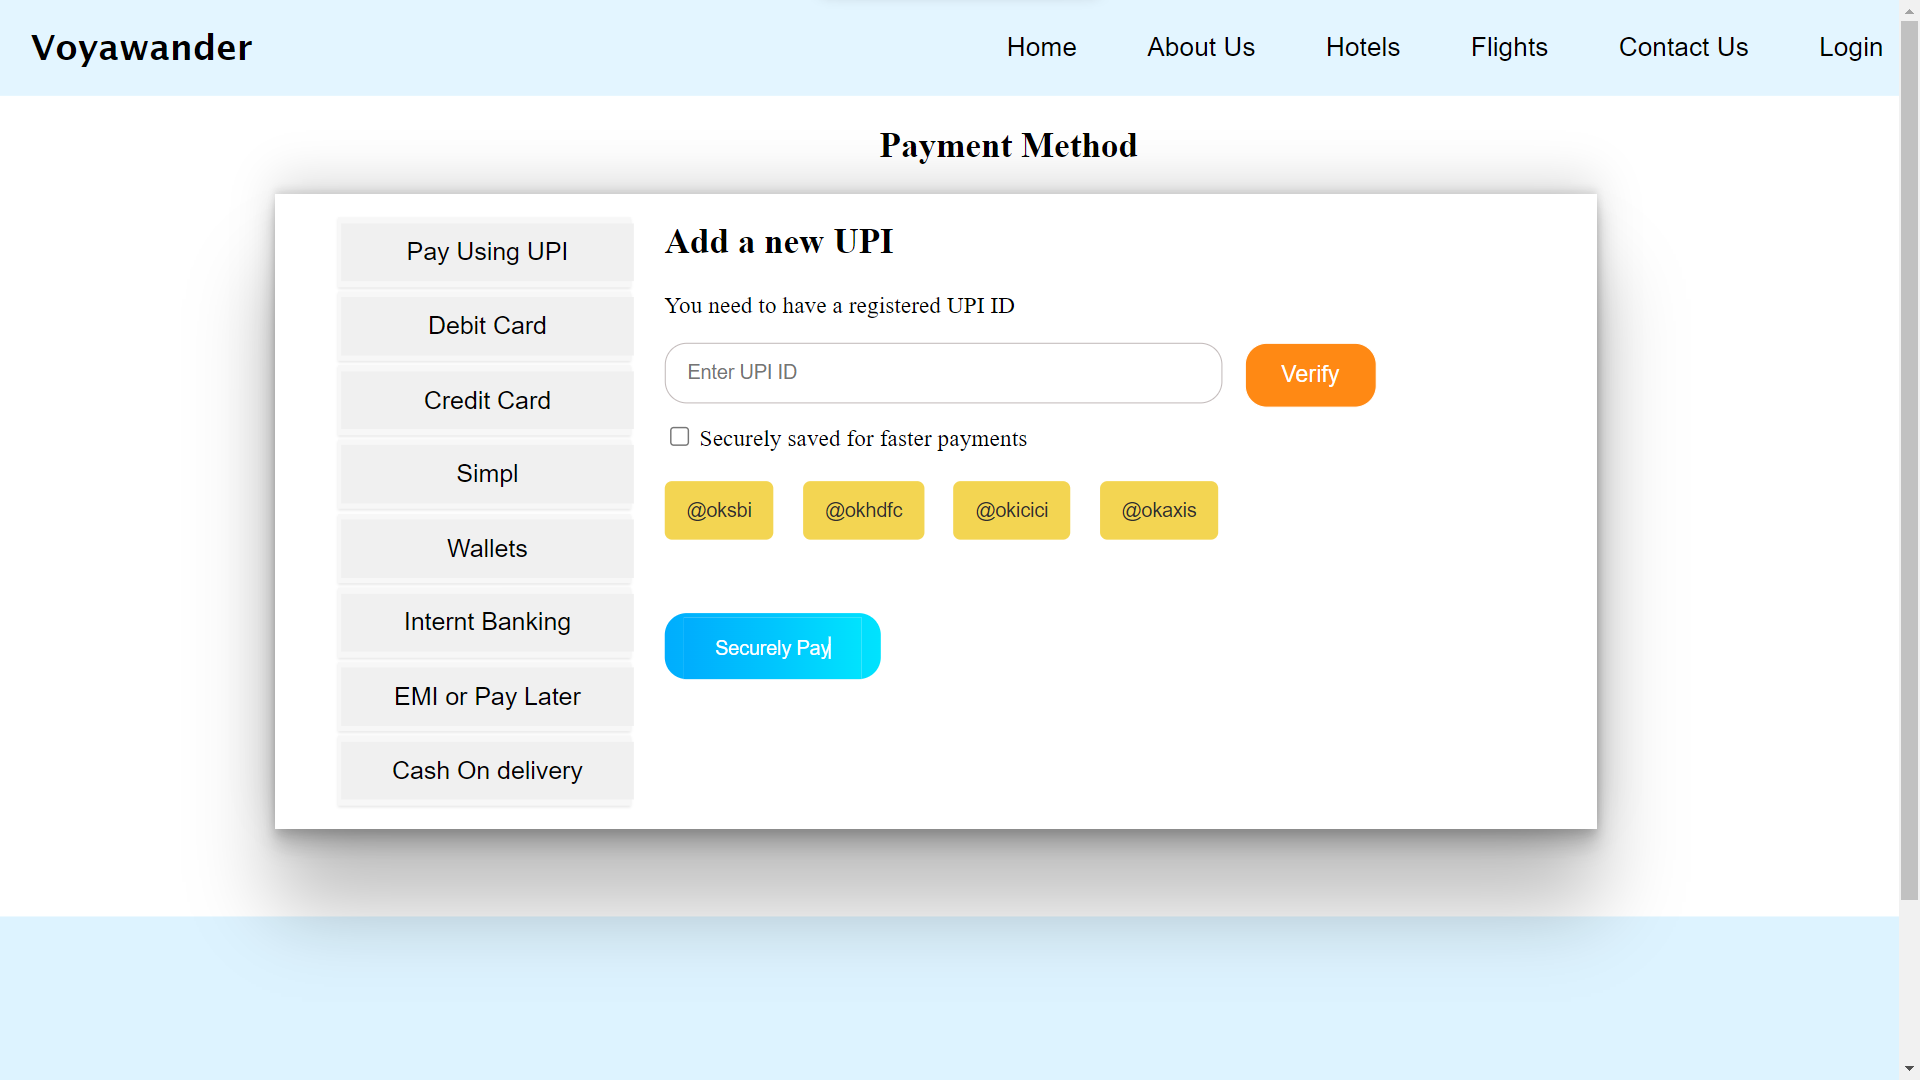 Voyawander
Home About Us Hotels Flights Contact Us Login
Payment Method
Pay Using UPI
Debit Card
Credit Card
Simpl
Wallets
Internt Banking
EMI or Pay Later
Cash On delivery
Add a new UPI
You need to have a registered UPI ID
Enter UPI ID
Verify
Securely saved for faster payments
@oksbi @okhdfc @okicici @okaxis
Securely Pay